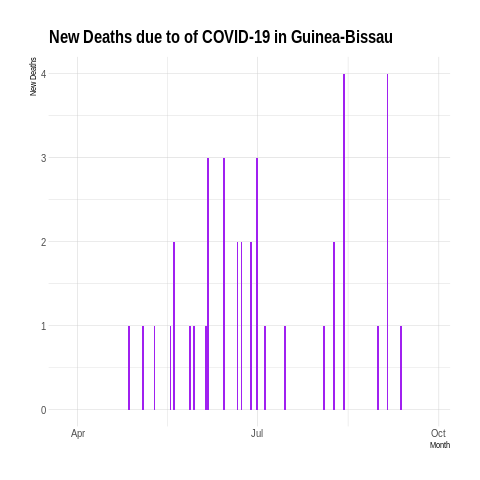 New Deaths due to of COVID-19 in Guinea-Bissau
New Deaths
4
3
2
1
0
Apr
Jul
Oct
Month